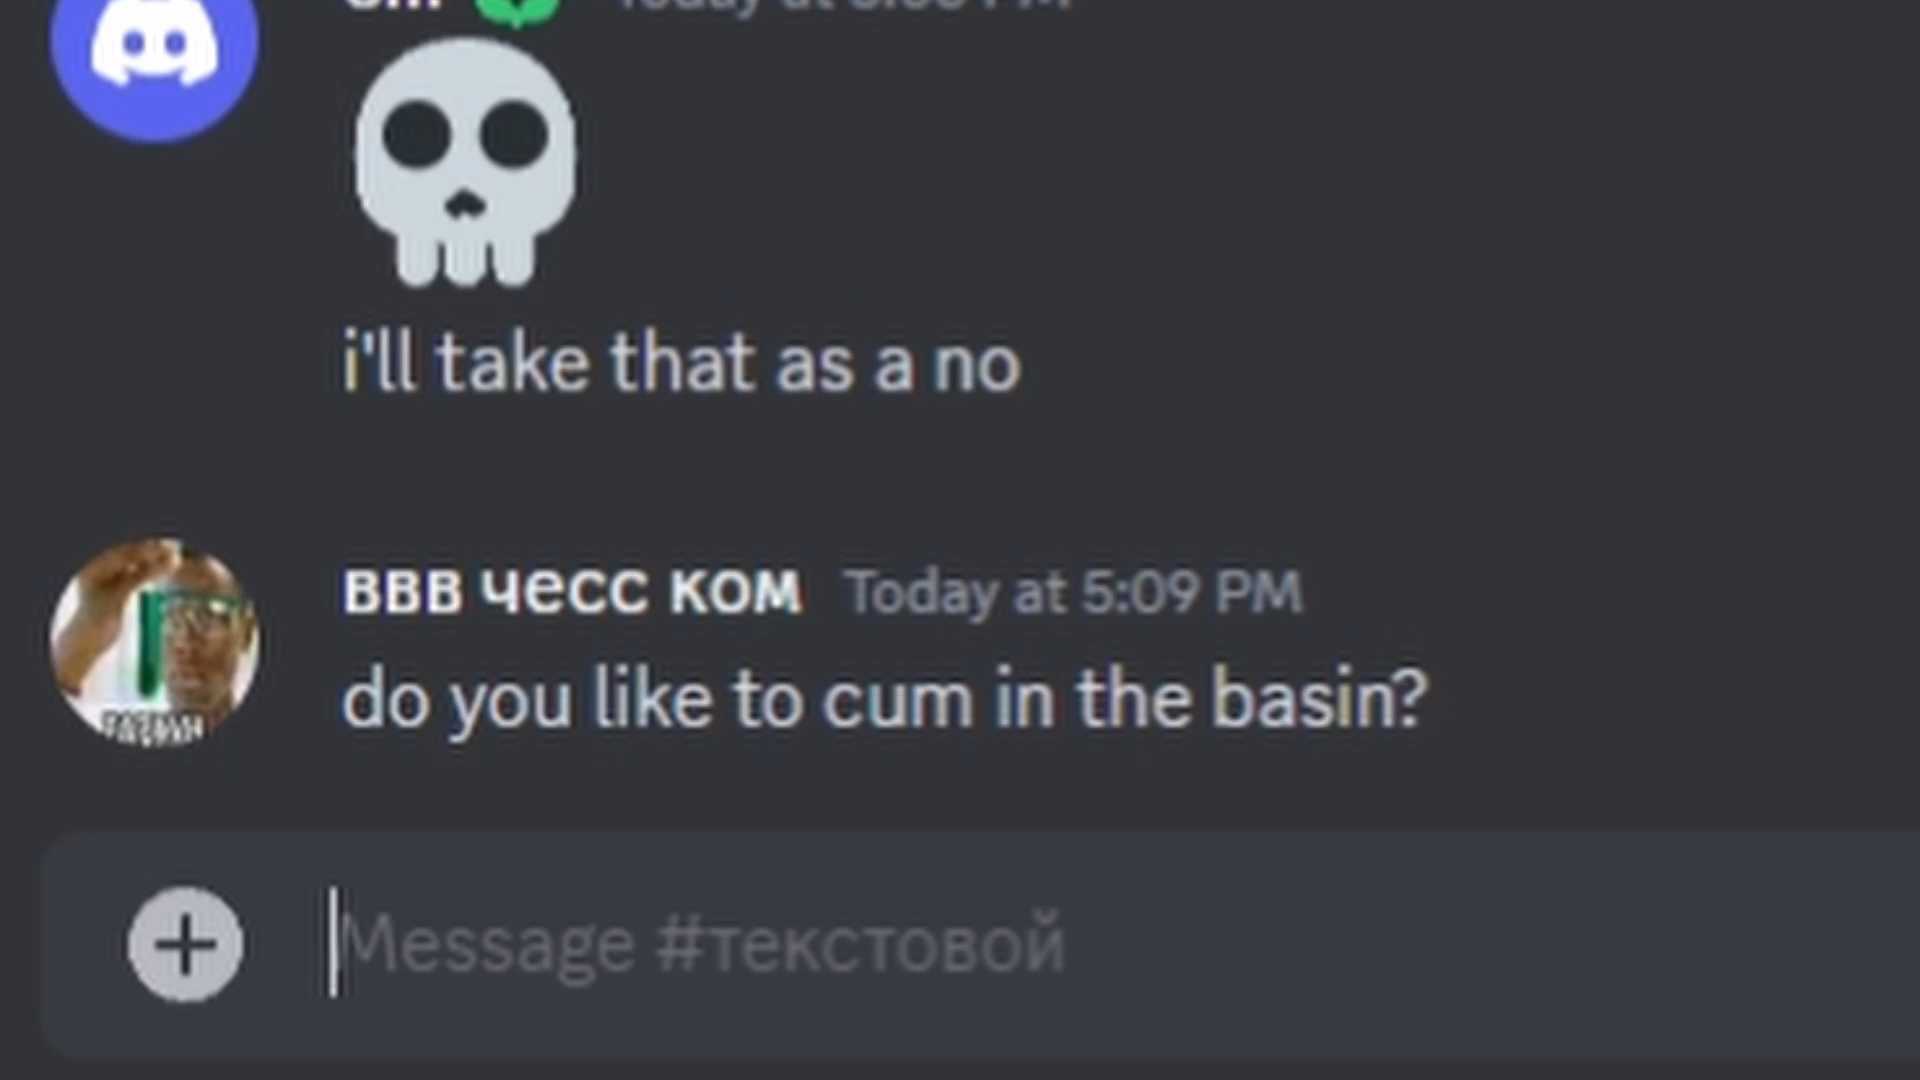 i'll take that as a no
ввв чесс ком Today at 5:09 PM
do you like to cum in the basin?
Message #текстовой